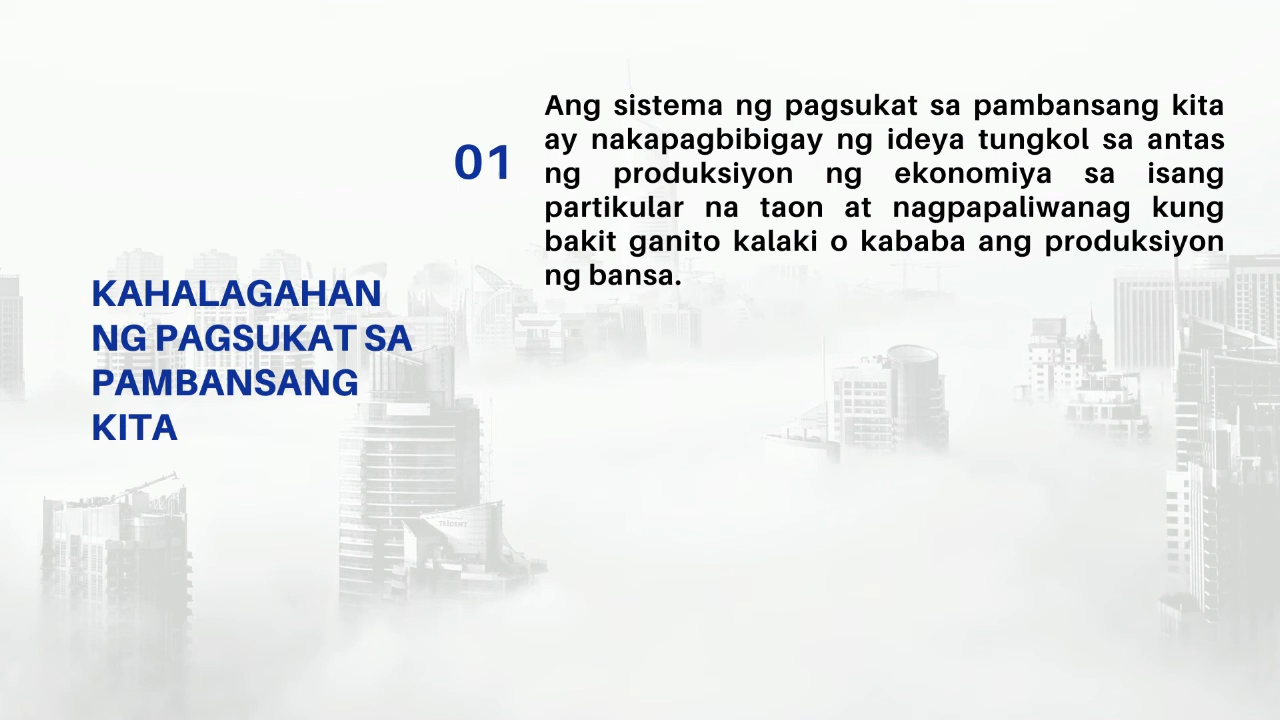 KAHALAGAHAN
NG PAGSUKAT SA
PAMBANSANG
KITA
01
Ang sistema ng pagsukat sa pambansang kita
ay nakapagbibigay ng ideya tungkol sa antas
ng produksiyon ng ekonomiya sa isang
partikular na taon at nagpapaliwanag kung
bakit ganito kalaki o kababa ang produksiyon
ng bansa.
TRIDENT